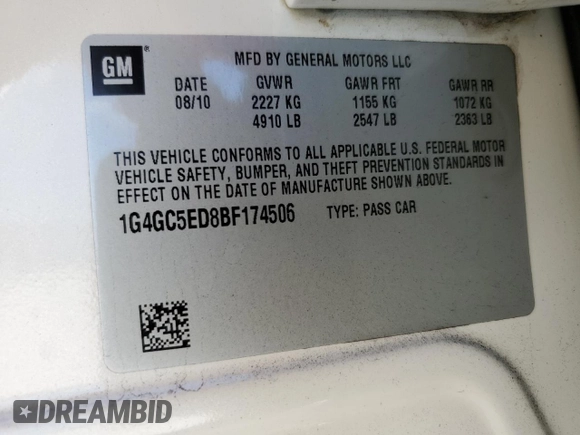 GM
MFD BY GENERAL MOTORS LLC
DATE GVWR GAWR FRT GAWR RR
08/10 2227 KG 1155 KG 1072 KG
4910 LB 2547 LB 2363 LB
THIS VEHICLE CONFORMS TO ALL APPLICABLE U.S. FEDERAL MOTOR
VEHICLE SAFETY, BUMPER, AND THEFT PREVENTION STANDARDS IN
EFFECT ON THE DATE OF MANUFACTURE SHOWN ABOVE.
1G4GC5ED8BF174506 TYPE: PASS CAR
DREAMBID